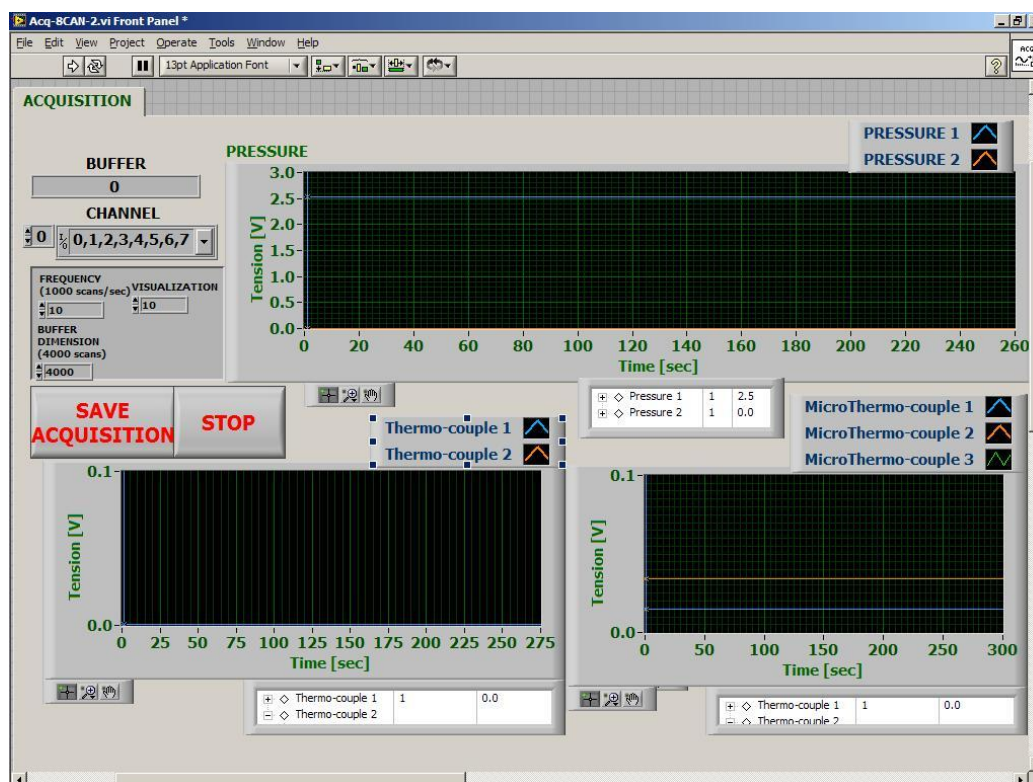 Acq-8CAN-2.vi Front Panel *
File Edit View Project Operate Tools Window Help
13pt Application Font
ACQ
ACQUISITION
PRESSURE
PRESSURE 1
PRESSURE 2
BUFFER
0
CHANNEL
0 I/O 0,1,2,3,4,5,6,7
FREQUENCY
(1000 scans/sec)
10
VISUALIZATION
10
BUFFER
DIMENSION
(4000 scans)
4000
SAVE
ACQUISITION
STOP
Tension [V]
3.0
2.5
2.0
1.5
1.0
0.5
0.0
0 20 40 60 80 100 120 140 160 180 200 220 240 260
Time [sec]
Pressure 1 1 2.5
Pressure 2 1 0.0
Thermo-couple 1
Thermo-couple 2
Tension [V]
0.1
0.0
0 25 50 75 100 125 150 175 200 225 250 275
Time [sec]
Thermo-couple 1 1 0.0
Thermo-couple 2
MicroThermo-couple 1
MicroThermo-couple 2
MicroThermo-couple 3
Tension [V]
0.1
0.0
0 50 100 150 200 250 300
Time [sec]
Thermo-couple 1 1 0.0
Thermo-couple 2